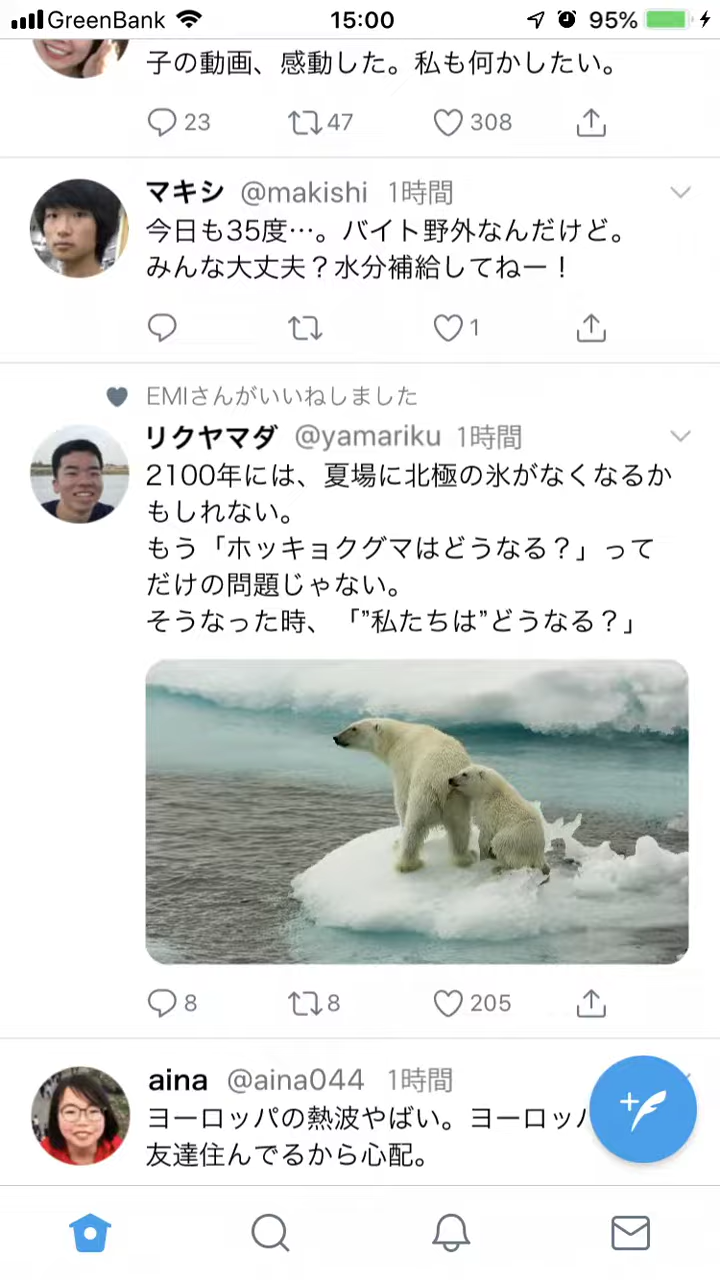 GreenBank 15:00 95%
子の動画、感動した。私も何かしたい。
23 47 308
マキシ @makishi 1時間
今日も35度…。バイト野外なんだけど。
みんな大丈夫？水分補給してねー！
1
EMIさんがいいねしました
リクヤマダ @yamariku 1時間
2100年には、夏場に北極の氷がなくなるか
もしれない。
もう「ホッキョクグマはどうなる？」って
だけの問題じゃない。
そうなった時、「”私たちは”どうなる？」
8 8 205
aina @aina044 1時間
ヨーロッパの熱波やばい。ヨーロッパ
友達住んでるから心配。